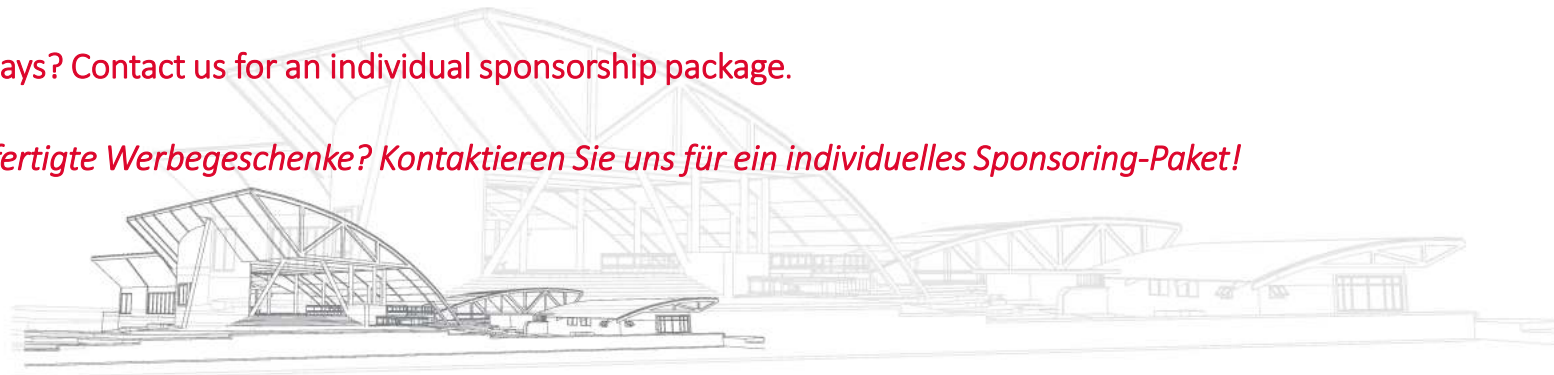 ays? Contact us for an individual sponsorship package.
fertigte Werbegeschenke? Kontaktieren Sie uns für ein individuelles Sponsoring-Paket!